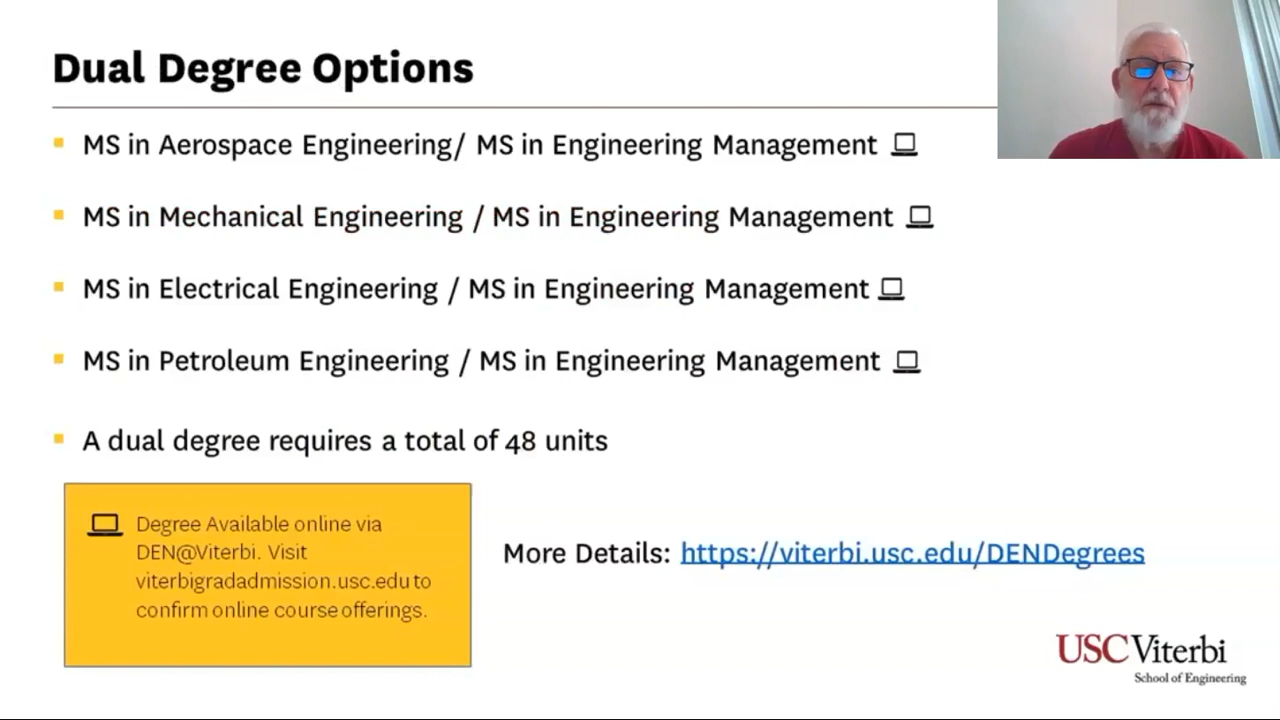 Dual Degree Options
MS in Aerospace Engineering/ MS in Engineering Management
MS in Mechanical Engineering / MS in Engineering Management
MS in Electrical Engineering / MS in Engineering Management
MS in Petroleum Engineering / MS in Engineering Management
A dual degree requires a total of 48 units
Degree Available online via
DEN@Viterbi. Visit
viterbigradadmission.usc.edu to
confirm online course offerings.
More Details: https://viterbi.usc.edu/DENDegrees
USC Viterbi
School of Engineering